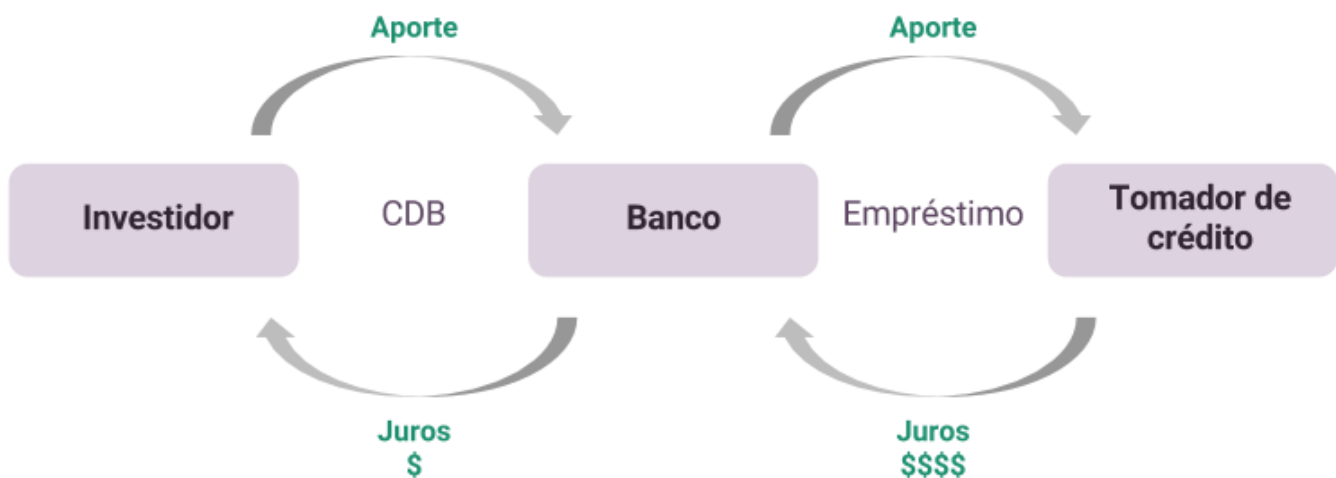 Aporte
Aporte
Investidor
CDB
Banco
Empréstimo
Tomador de
crédito
Juros
$
Juros
$$$$